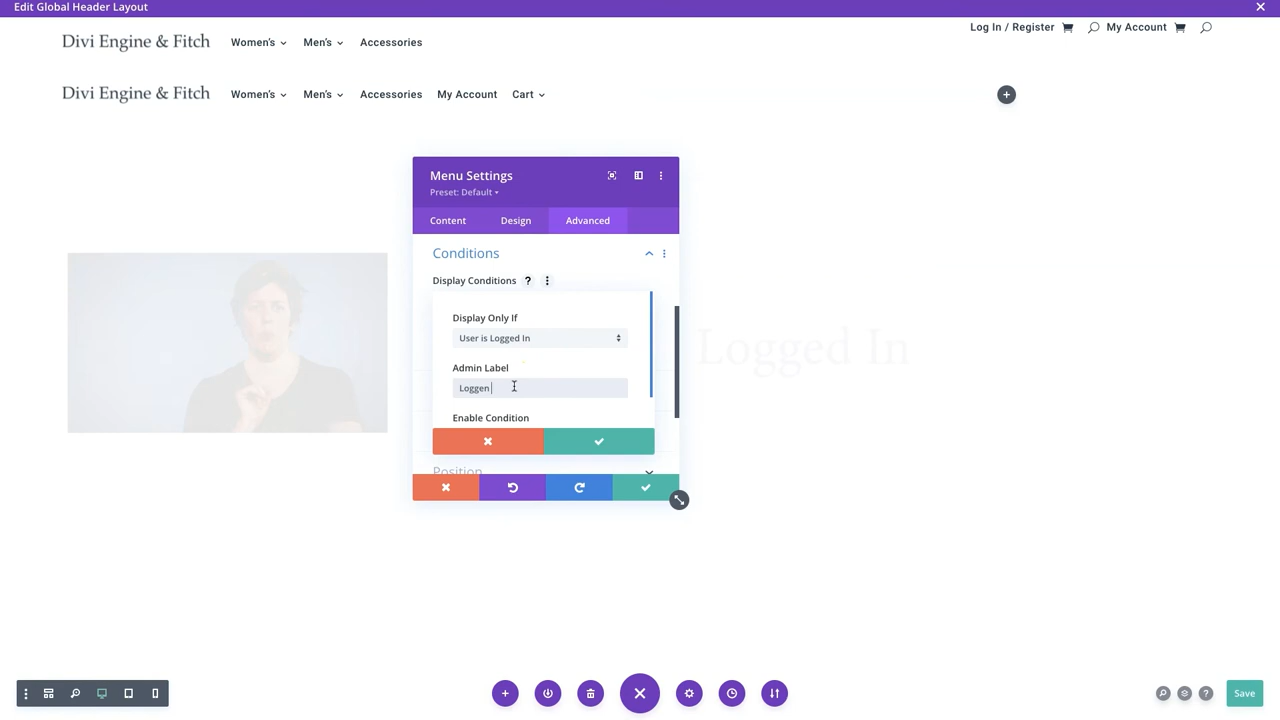 Edit Global Header Layout
Log In / Register My Account
Divi Engine & Fitch Women's Men's Accessories
Divi Engine & Fitch Women's Men's Accessories My Account Cart
Menu Settings
Preset: Default
Content Design Advanced
Conditions
Display Conditions ?
Display Only If
User is Logged In
Admin Label
Loggen
Enable Condition
Position
Logged In
Save